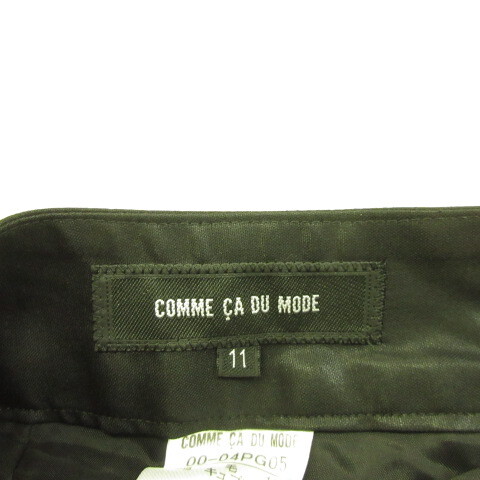 COMME ÇA DU MODE
11
COMME ÇA DU MODE
00-04PG05